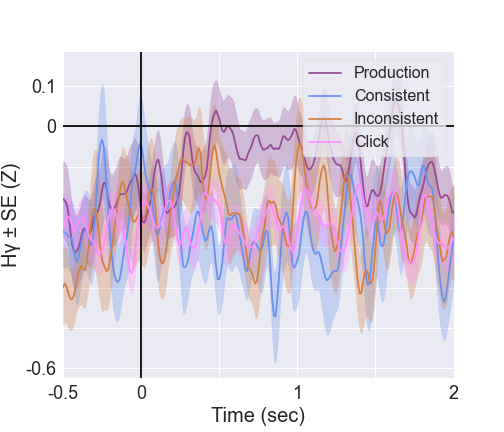 Production
Consistent
Inconsistent
Click
0.1
0
-0.6
Hγ ± SE (Z)
-0.5
0
1
2
Time (sec)